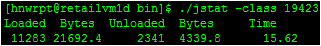 [hnwrpt@retailvm1d bin]$ ./jstat -class 19423
Loaded  Bytes  Unloaded  Bytes     Time
 11283 21692.4     2341  4339.8      15.62